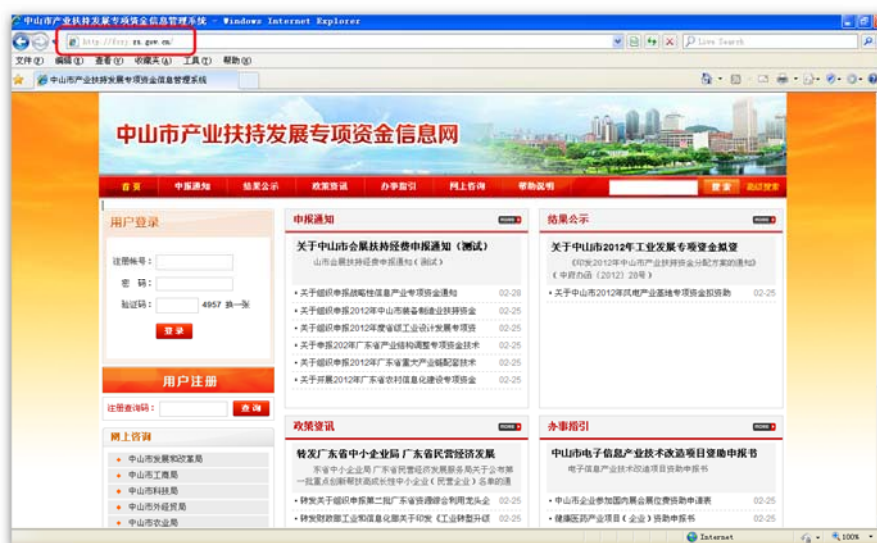 中山市产业扶持发展专项资金信息管理系统 - Windows Internet Explorer
Live Search
文件(F) 编辑(E) 查看(V) 收藏夹(A) 工具(T) 帮助(H)
中山市产业扶持发展专项资金信息管理系统
中山市产业扶持发展专项资金信息网
首页 申报通知 结果公示 政策资讯 办事指引 网上咨询 帮助说明 搜索 高级搜索
用户登录
注册帐号:
密 码:
验证码: 4957 换一张
登录
用户注册
注册查询码: 查询
网上咨询
中山市发展和改革局
中山市工商局
中山市科技局
中山市外经贸局
中山市农业局
申报通知 MORE
关于中山市会展扶持经费申报通知(测试)
山市会展扶持经费申报通知(测试)
• 关于组织申报战略性信息产业专项资金通知 02-28
• 关于组织申报2012年中山市装备制造业扶持资金 02-25
• 关于组织申报2012年度省级工业设计发展专项资 02-25
• 关于申报202年广东省产业结构调整专项资金技术 02-25
• 关于组织申报2012年广东省重大产业链配套技术 02-25
• 关于开展2012年广东省农村信息化建设专项资金 02-25
结果公示 MORE
关于中山市2012年工业发展专项资金拟资
《印发2012年中山市产业扶持资金分配方案的通知》
(中府办函(2012)20号)
• 关于中山市2012年风电产业基地专项资金拟资助 02-25
政策资讯 MORE
转发广东省中小企业局 广东省民营经济发展
东省中小企业局 广东省民营经济发展服务局关于公布第
一批重点创新帮扶高成长性中小企业(民营企业)名单的通
• 转发关于组织申报第二批广东省资源综合利用龙头企 02-25
• 转发财政部工业和信息化部关于印发《工业转型升级 02-25
办事指引 MORE
中山市电子信息产业技术改造项目资助申报书
电子信息产业技术改造项目资助申报书
• 中山市企业参加国内展会展位费资助申请表 02-25
• 健康医药产业项目(企业)资助申报书 02-25
Internet 100%